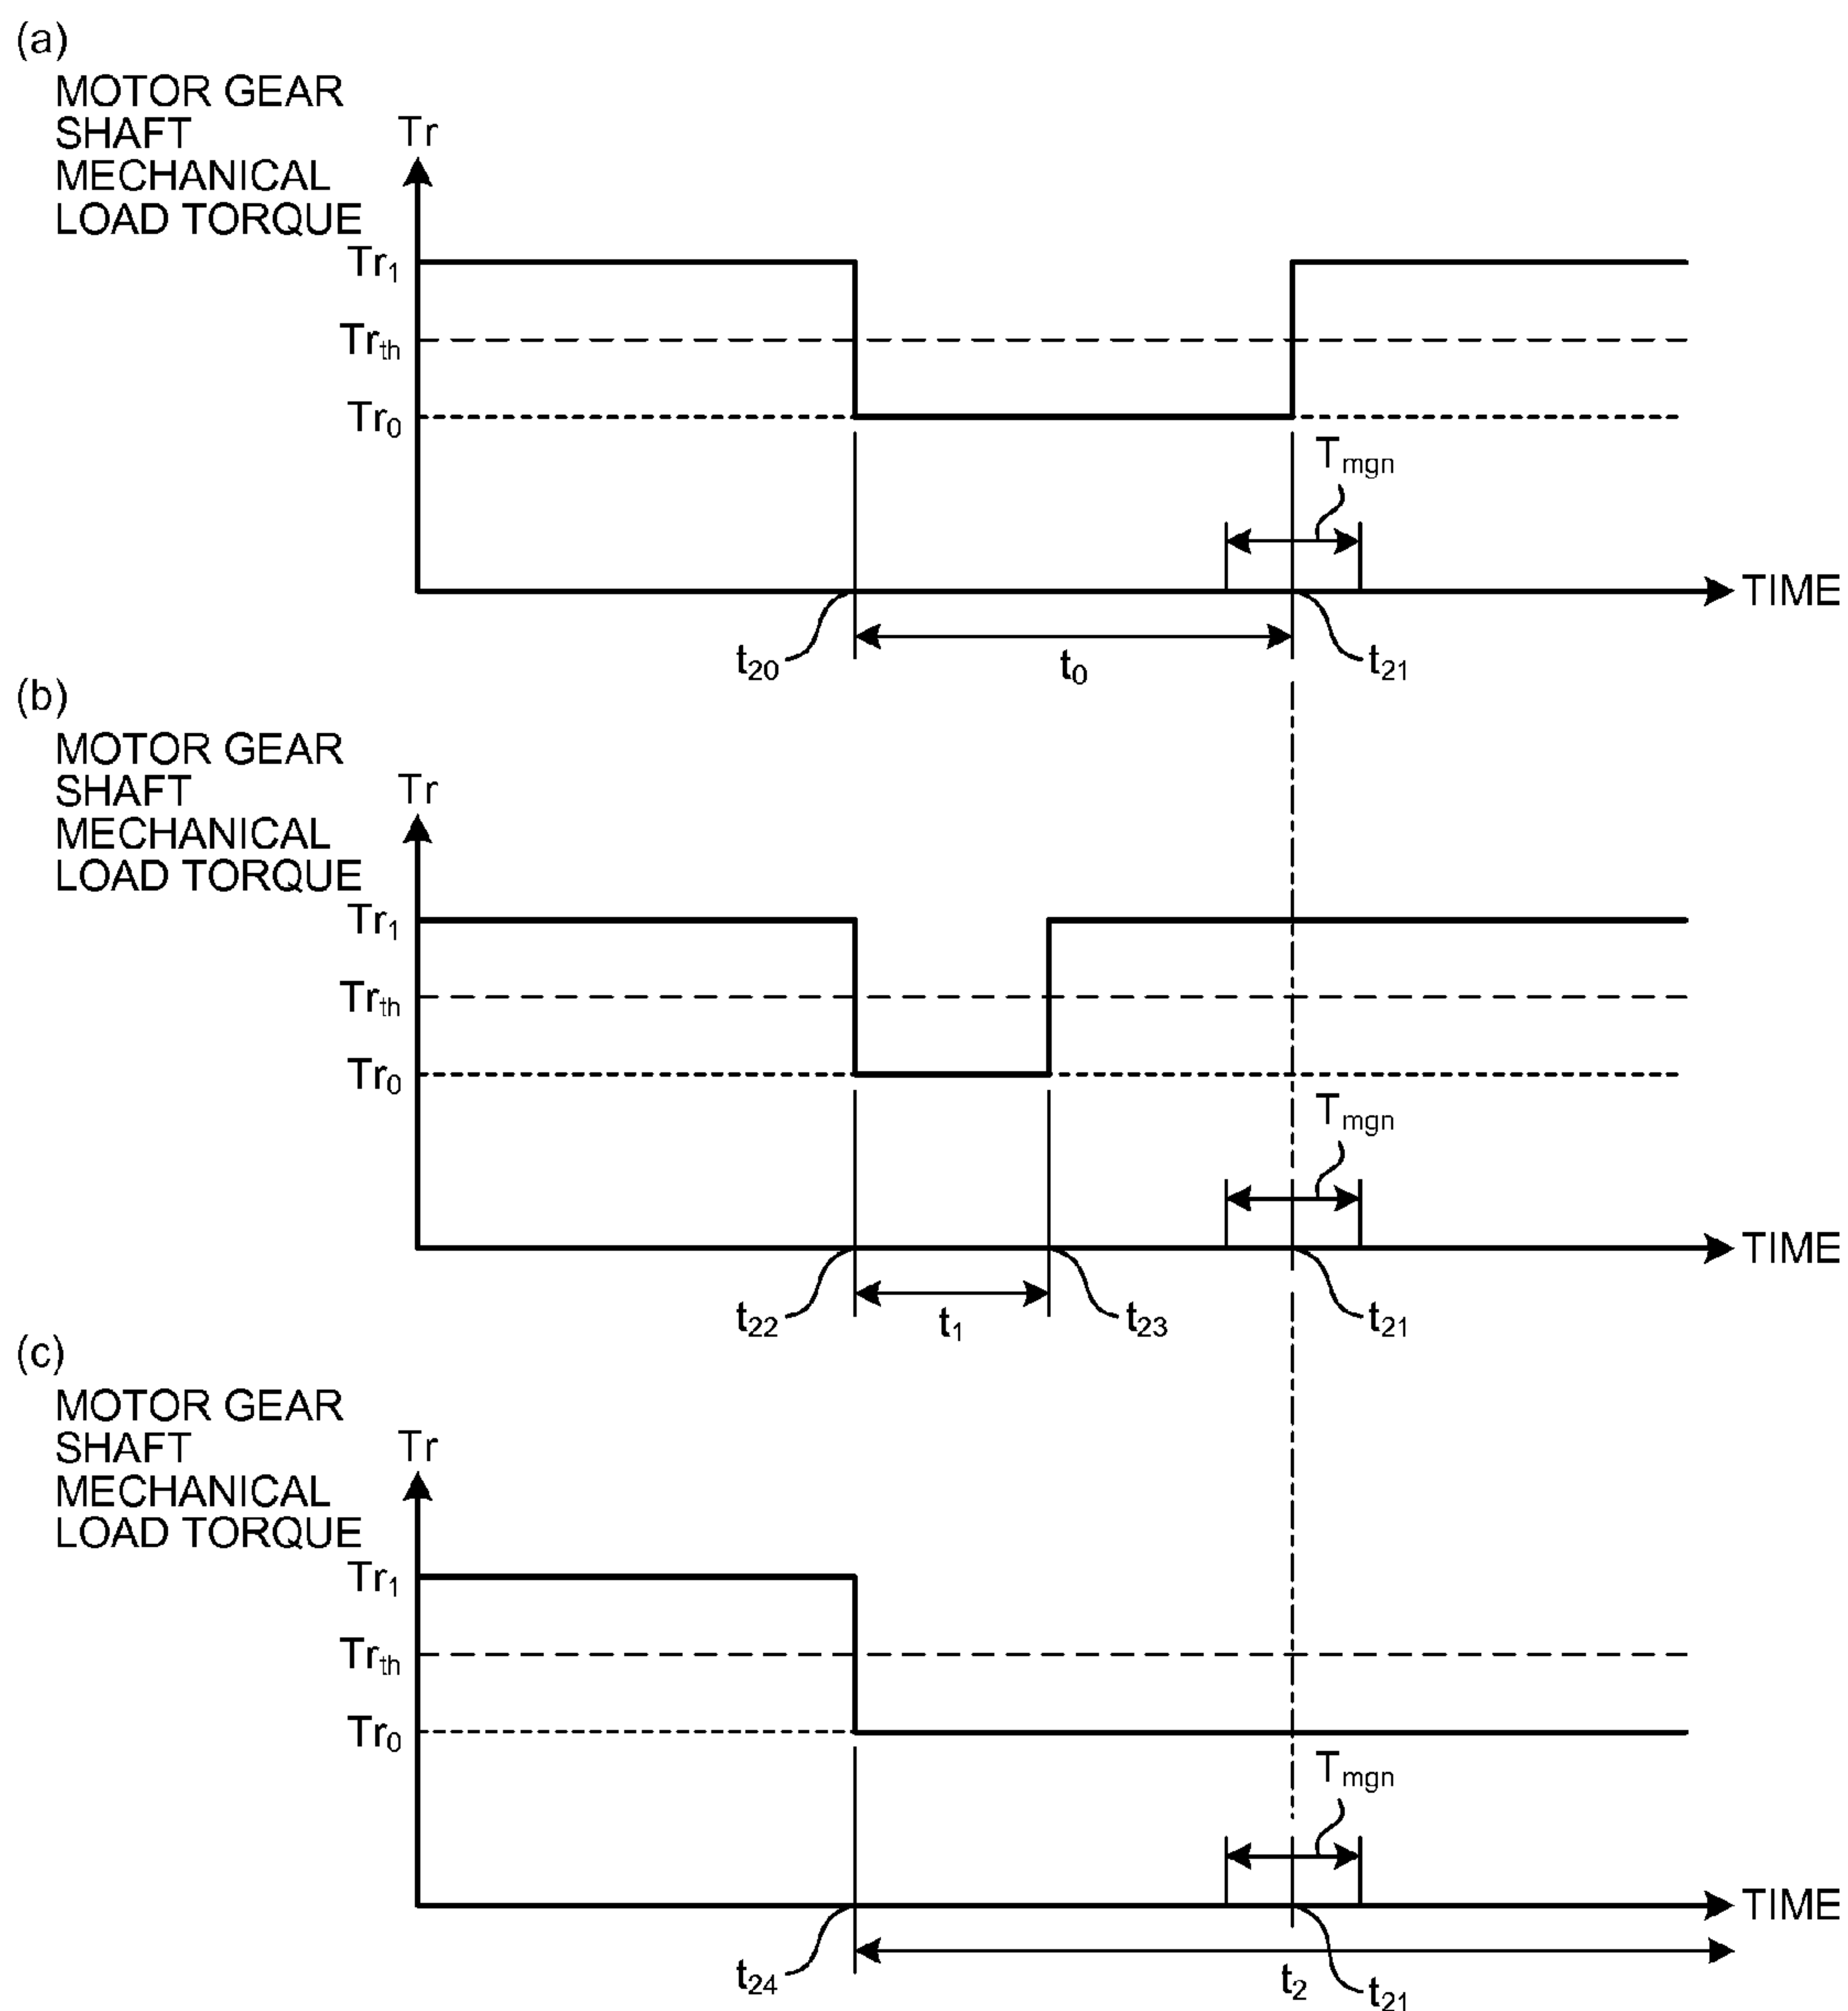 (a)
MOTOR GEAR
SHAFT
MECHANICAL
LOAD TORQUE
Tr
Tr1
Trth
Tr0
Tmgn
TIME
t20
t0
t21
(b)
MOTOR GEAR
SHAFT
MECHANICAL
LOAD TORQUE
Tr
Tr1
Trth
Tr0
Tmgn
TIME
t22
t1
t23
t21
(c)
MOTOR GEAR
SHAFT
MECHANICAL
LOAD TORQUE
Tr
Tr1
Trth
Tr0
Tmgn
TIME
t24
t2
t21